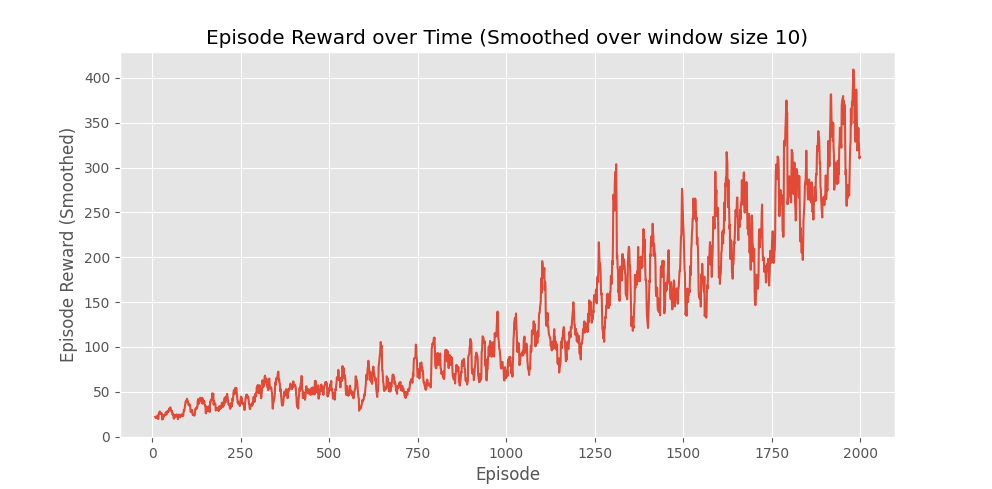 Episode Reward over Time (Smoothed over window size 10)
Episode Reward (Smoothed)
400
350
300
250
200
150
100
50
0
0 250 500 750 1000 1250 1500 1750 2000
Episode